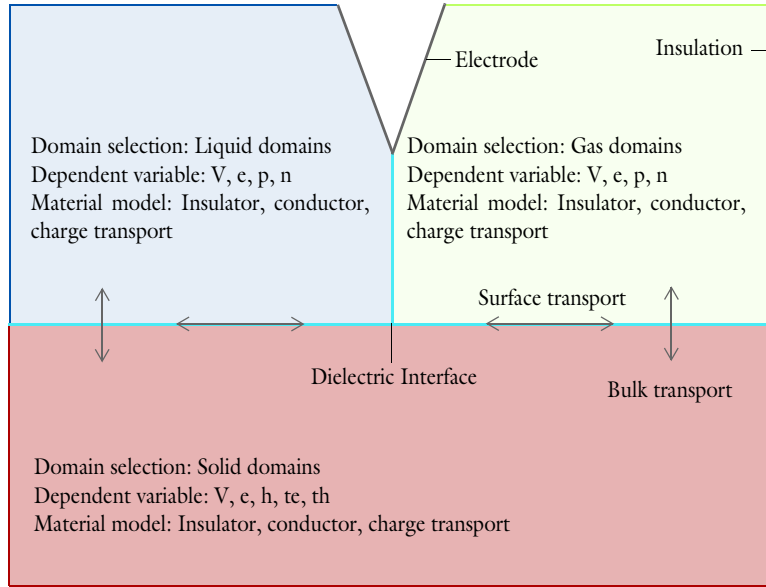 Electrode
Insulation
Domain selection: Liquid domains
Dependent variable: V, e, p, n
Material model: Insulator, conductor,
charge transport
Domain selection: Gas domains
Dependent variable: V, e, p, n
Material model: Insulator, conductor,
charge transport
Surface transport
Dielectric Interface
Bulk transport
Domain selection: Solid domains
Dependent variable: V, e, h, te, th
Material model: Insulator, conductor, charge transport